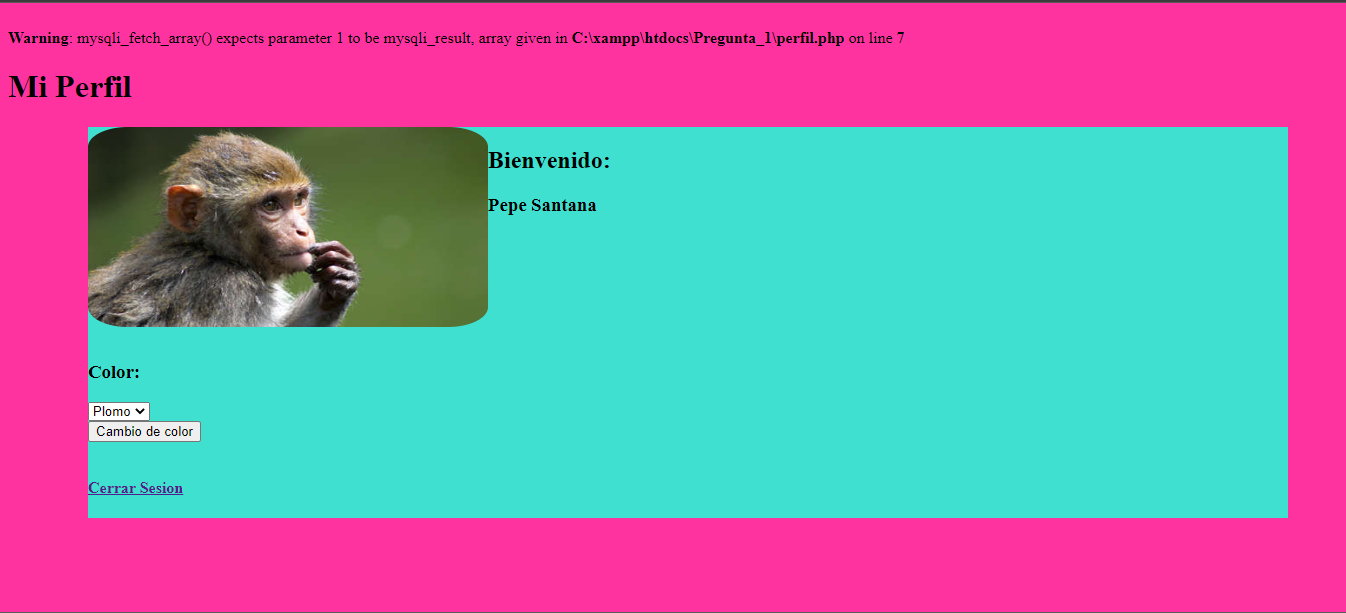 Warning: mysqli_fetch_array() expects parameter 1 to be mysqli_result, array given in C:\xampp\htdocs\Pregunta_1\perfil.php on line 7
Mi Perfil
Bienvenido:
Pepe Santana
Color:
Plomo
Cambio de color
Cerrar Sesion